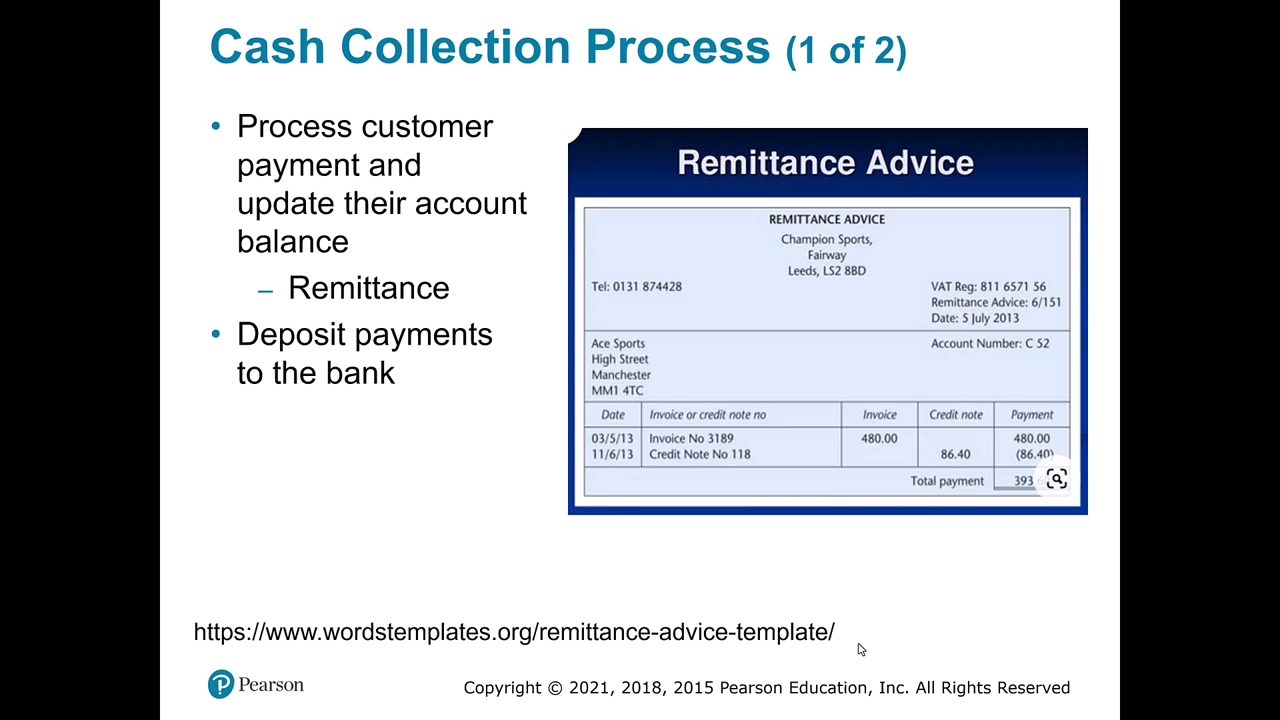 Cash Collection Process (1 of 2)
• Process customer
payment and
update their account
balance
– Remittance
• Deposit payments
to the bank
Remittance Advice
REMITTANCE ADVICE
Champion Sports,
Fairway
Leeds, LS2 8BD
Tel: 0131 874428
VAT Reg: 811 6571 56
Remittance Advice: 6/151
Date: 5 July 2013
Ace Sports
High Street
Manchester
MM1 4TC
Account Number: C 52
Date Invoice or credit note no Invoice Credit note Payment
03/5/13 Invoice No 3189 480.00 480.00
11/6/13 Credit Note No 118 86.40 (86.40)
Total payment 393
https://www.wordstemplates.org/remittance-advice-template/
Pearson
Copyright © 2021, 2018, 2015 Pearson Education, Inc. All Rights Reserved